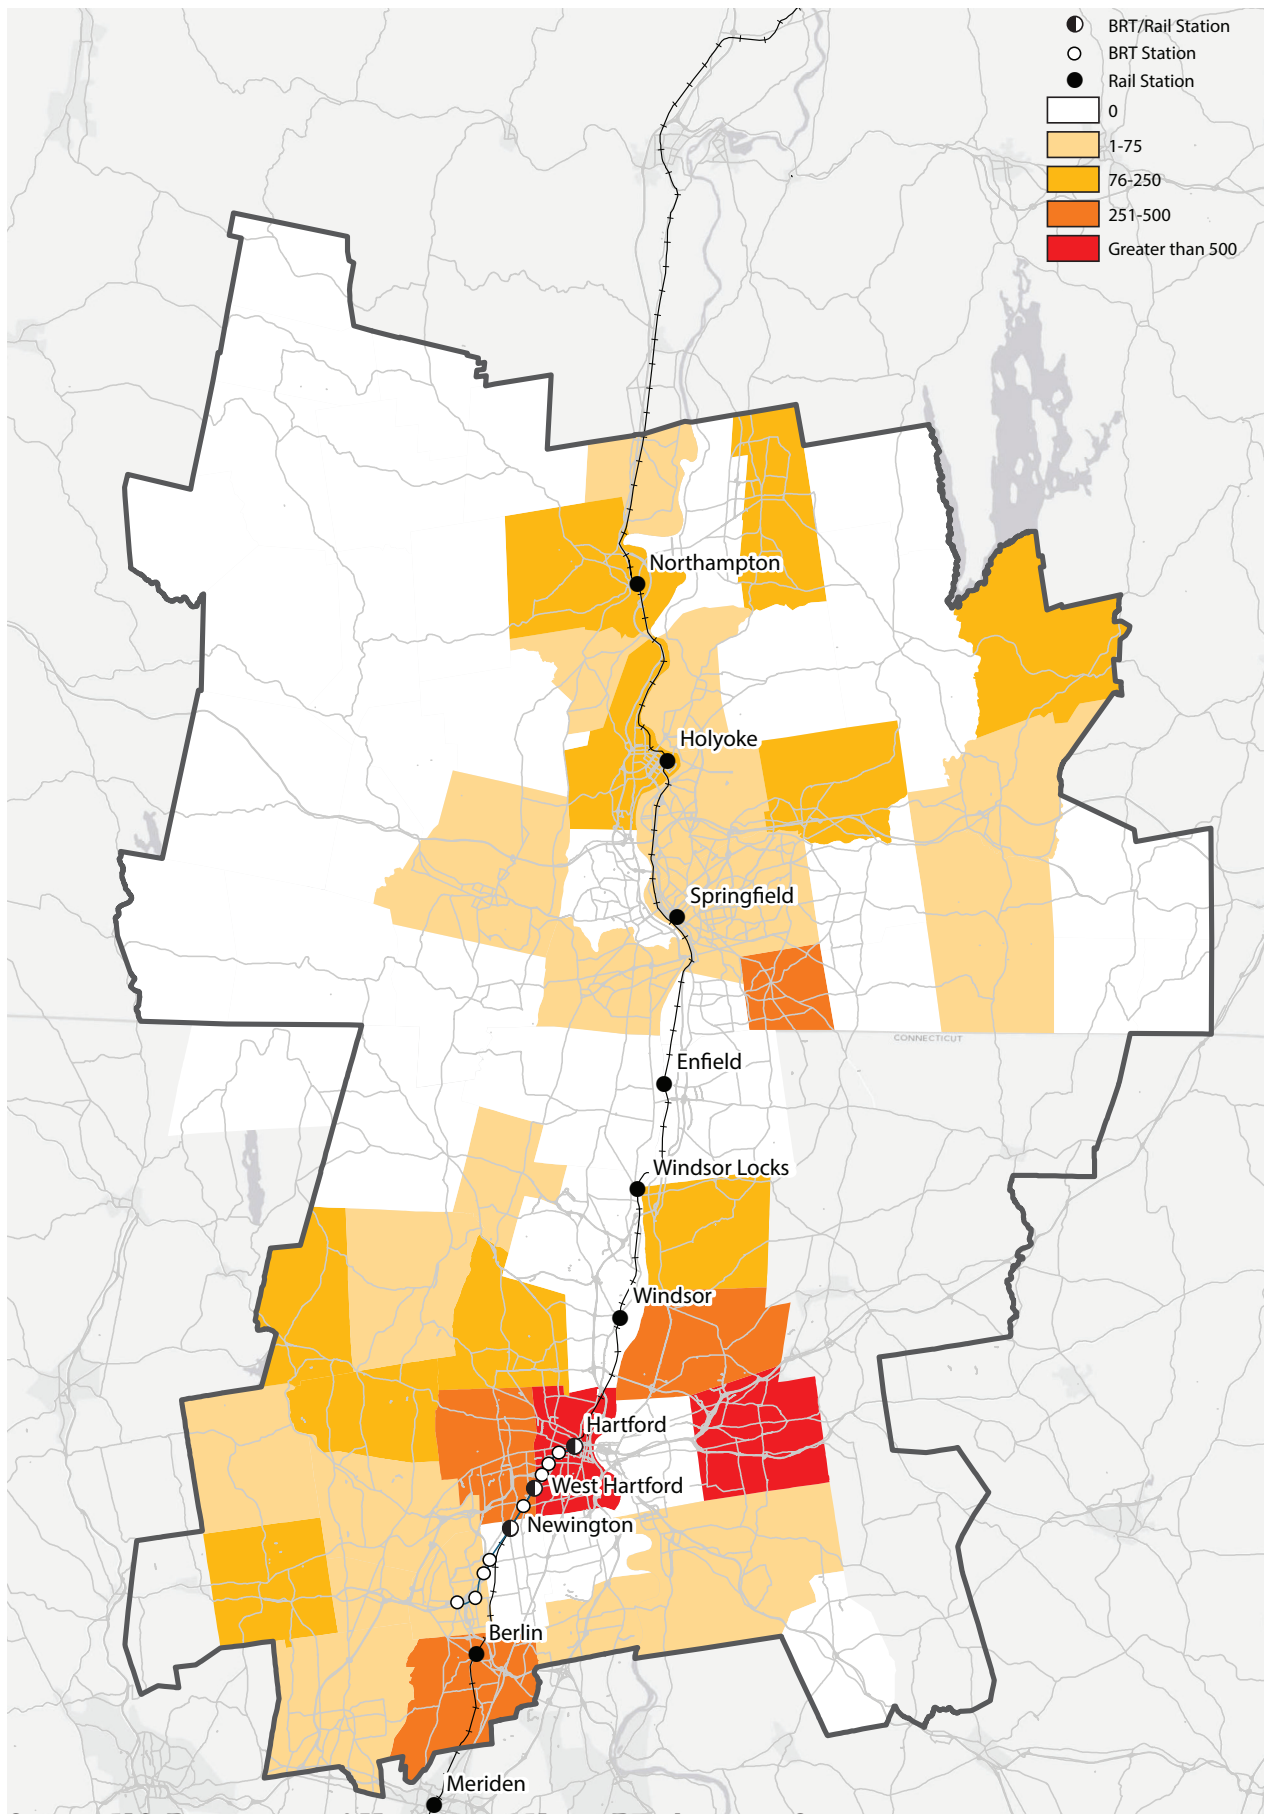 BRT/Rail Station
BRT Station
Rail Station
0
1-75
76-250
251-500
Greater than 500
Northampton
Holyoke
Springfield
CONNECTICUT
Enfield
Windsor Locks
Windsor
Hartford
West Hartford
Newington
Berlin
Meriden